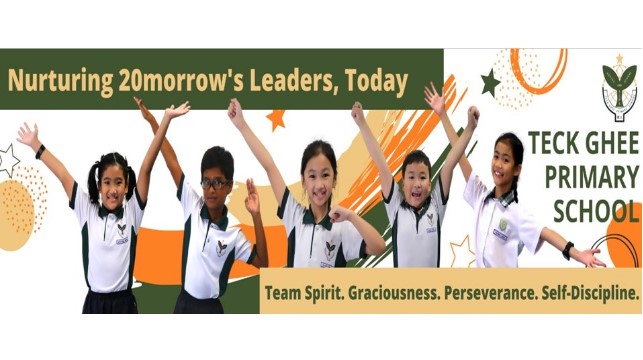 Nurturing 20morrow's Leaders, Today
TECK GHEE
PRIMARY
SCHOOL
Team Spirit. Graciousness. Perseverance. Self-Discipline.